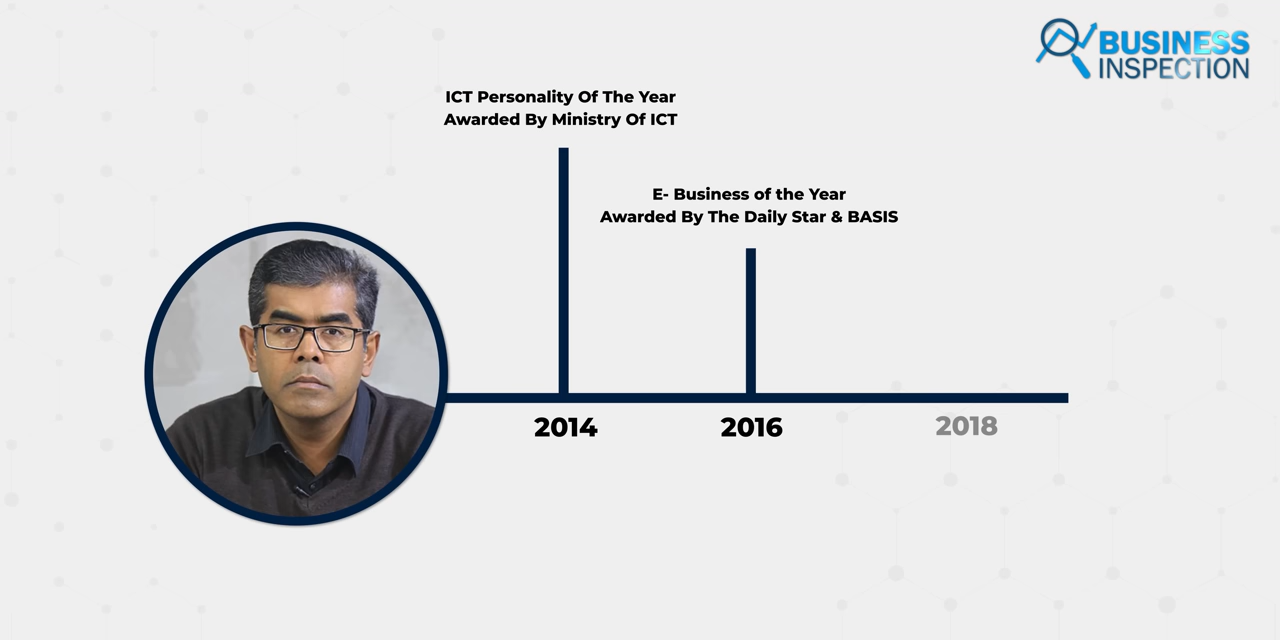 BUSINESS
INSPECTION
ICT Personality Of The Year
Awarded By Ministry Of ICT
E- Business of the Year
Awarded By The Daily Star & BASIS
2014
2016
2018